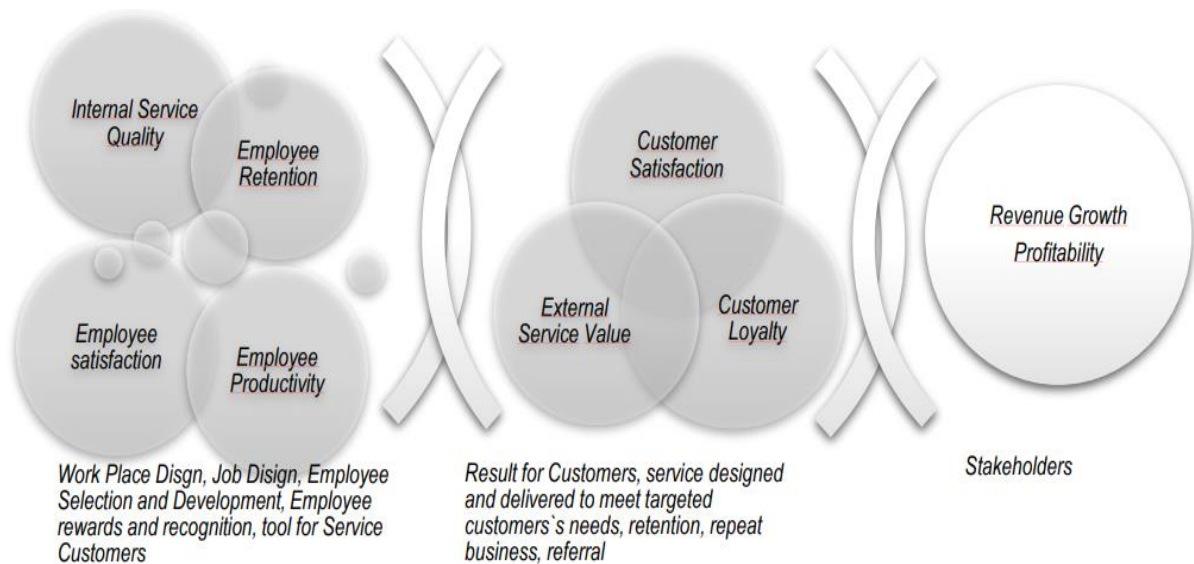 Internal Service
Quality
Employee
Retention
Employee
satisfaction
Employee
Productivity
Work Place Disgn, Job Disign, Employee
Selection and Development, Employee
rewards and recognition, tool for Service
Customers
Customer
Satisfaction
External
Service Value
Customer
Loyalty
Result for Customers, service designed
and delivered to meet targeted
customers`s needs, retention, repeat
business, referral
Revenue Growth
Profitability
Stakeholders